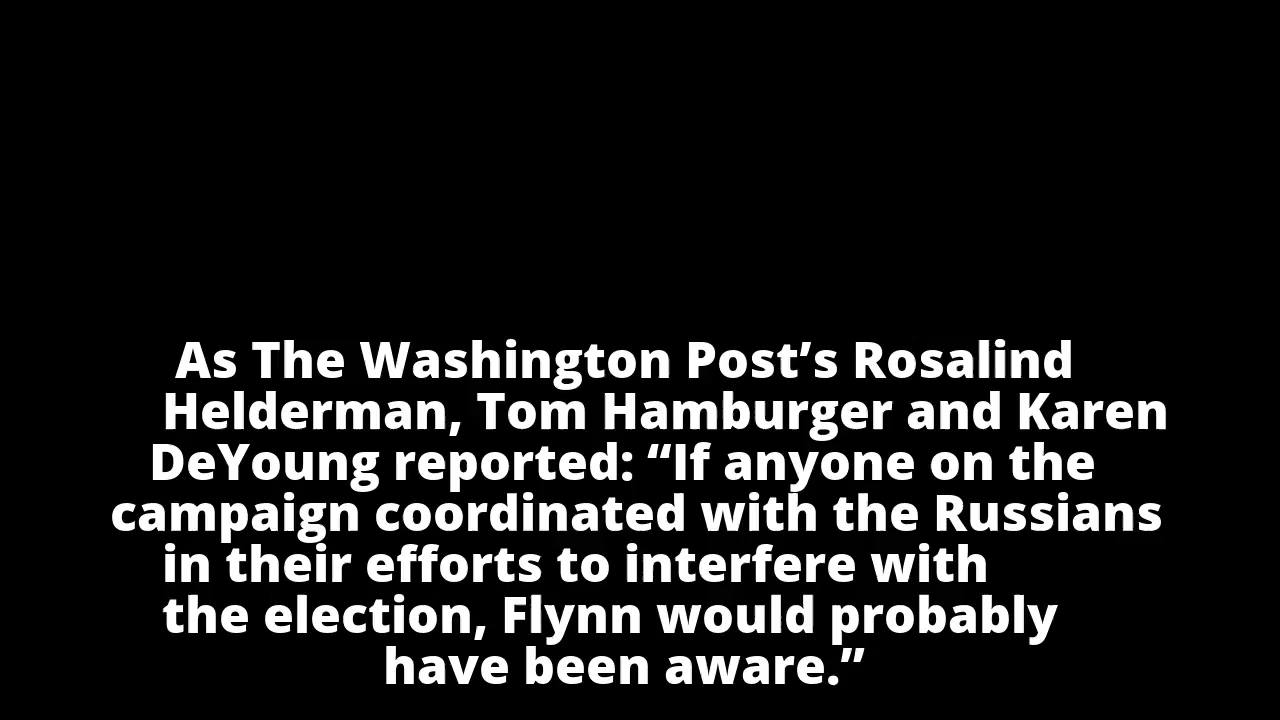 As The Washington Post’s Rosalind
Helderman, Tom Hamburger and Karen
DeYoung reported: “If anyone on the
campaign coordinated with the Russians
in their efforts to interfere with
the election, Flynn would probably
have been aware.”